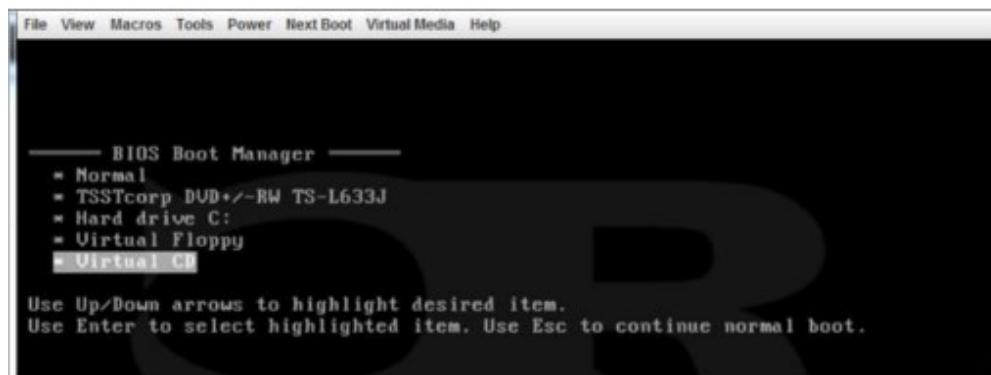 File View Macros Tools Power Next Boot Virtual Media Help
BIOS Boot Manager
* Normal
* TSSTcorp DVD+/-RW TS-L633J
* Hard drive C:
* Virtual Floppy
* Virtual CD
Use Up/Down arrows to highlight desired item.
Use Enter to select highlighted item. Use Esc to continue normal boot.